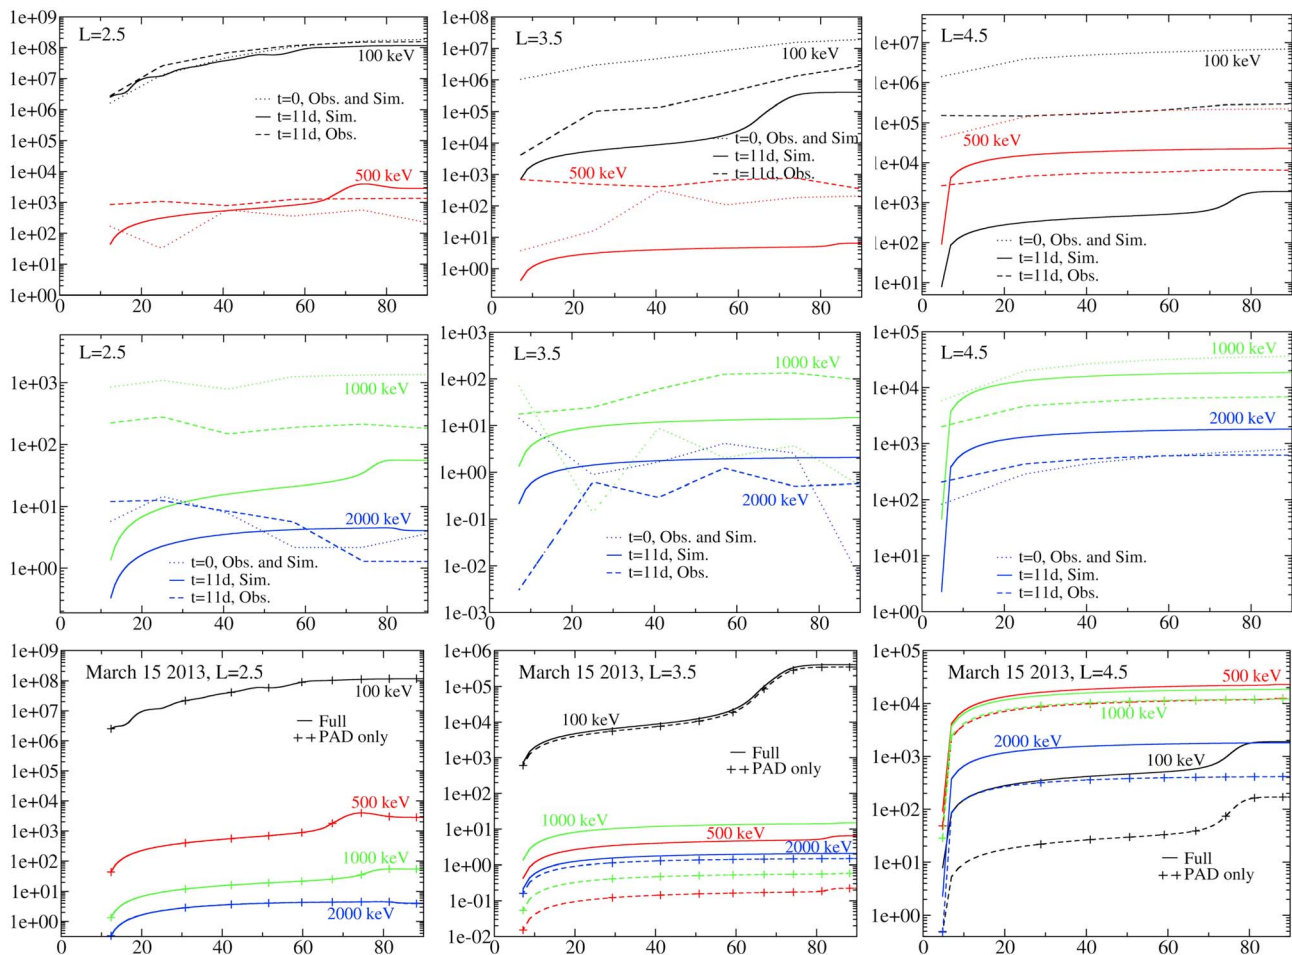 1e+09
1e+08
1e+07
1e+06
1e+05
1e+04
1e+03
1e+02
1e+01
1e+00
0 20 40 60 80
L=2.5
100 keV
t=0, Obs. and Sim.
t=11d, Sim.
t=11d, Obs.
500 keV
1e+08
1e+07
1e+06
1e+05
1e+04
1e+03
1e+02
1e+01
1e+00
0 20 40 60 80
L=3.5
100 keV
t=0, Obs. and Sim
t=11d, Sim.
t=11d, Obs.
500 keV
1e+07
1e+06
1e+05
1e+04
1e+03
1e+02
1e+01
0 20 40 60 80
L=4.5
100 keV
500 keV
t=0, Obs. and Sim.
t=11d, Sim.
t=11d, Obs.
1e+03
1e+02
1e+01
1e+00
0 20 40 60 80
L=2.5
1000 keV
2000 keV
t=0, Obs. and Sim.
t=11d, Sim.
t=11d, Obs.
1e+03
1e+02
1e+01
1e+00
1e-01
1e-02
1e-03
0 20 40 60 80
L=3.5
1000 keV
2000 keV
t=0, Obs. and Sim.
t=11d, Sim.
t=11d, Obs.
1e+05
1e+04
1e+03
1e+02
1e+01
1e+00
0 20 40 60 80
L=4.5
1000 keV
2000 keV
t=0, Obs. and Sim.
t=11d, Sim.
t=11d, Obs.
1e+09
1e+08
1e+07
1e+06
1e+05
1e+04
1e+03
1e+02
1e+01
1e+00
0 20 40 60 80
March 15 2013, L=2.5
100 keV
Full
PAD only
500 keV
1000 keV
2000 keV
1e+06
1e+05
1e+04
1e+03
1e+02
1e+01
1e+00
1e-01
1e-02
0 20 40 60 80
March 15 2013, L=3.5
100 keV
Full
PAD only
1000 keV
500 keV
2000 keV
1e+05
1e+04
1e+03
1e+02
1e+01
1e+00
0 20 40 60 80
March 15 2013, L=4.5
500 keV
1000 keV
2000 keV
100 keV
Full
PAD only